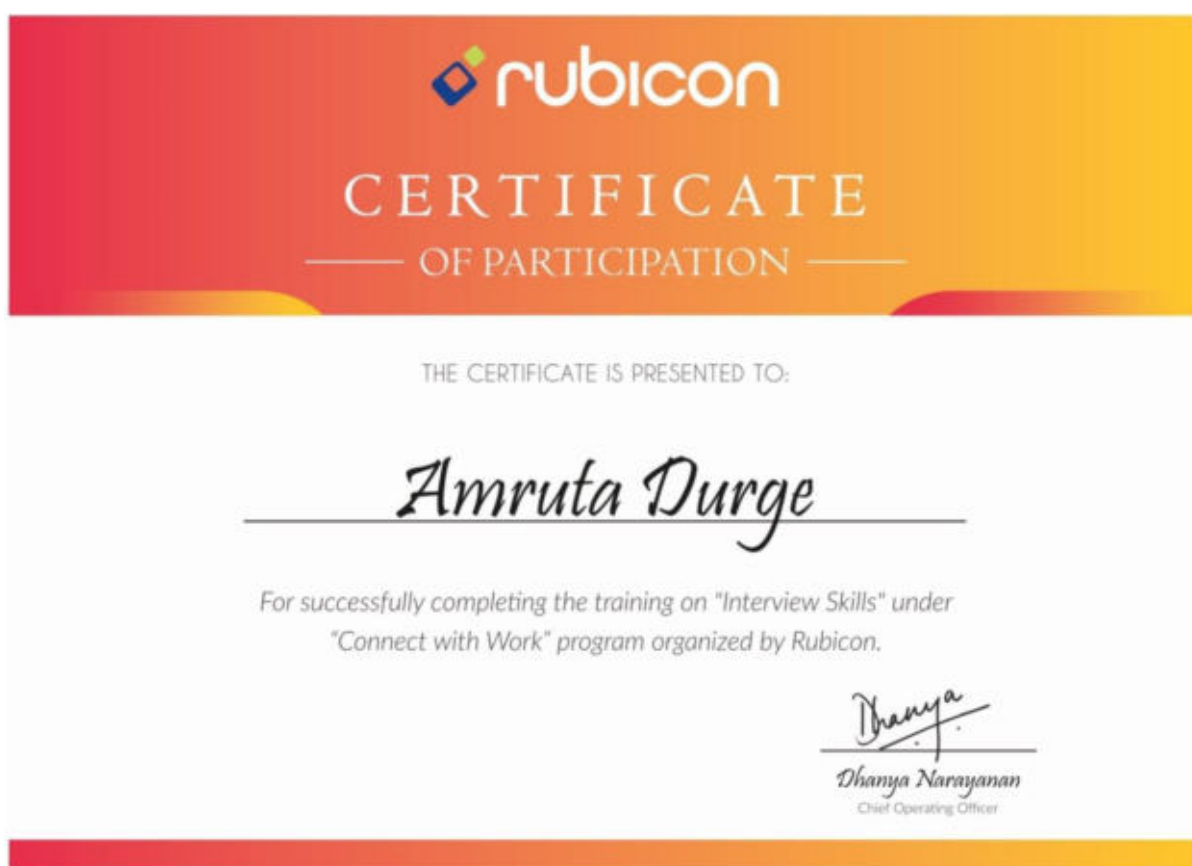 rubicon
CERTIFICATE
OF PARTICIPATION
THE CERTIFICATE IS PRESENTED TO:
Amruta Durge
For successfully completing the training on "Interview Skills" under
"Connect with Work" program organized by Rubicon.
Dhanya
Dhanya Narayanan
Chief Operating Officer